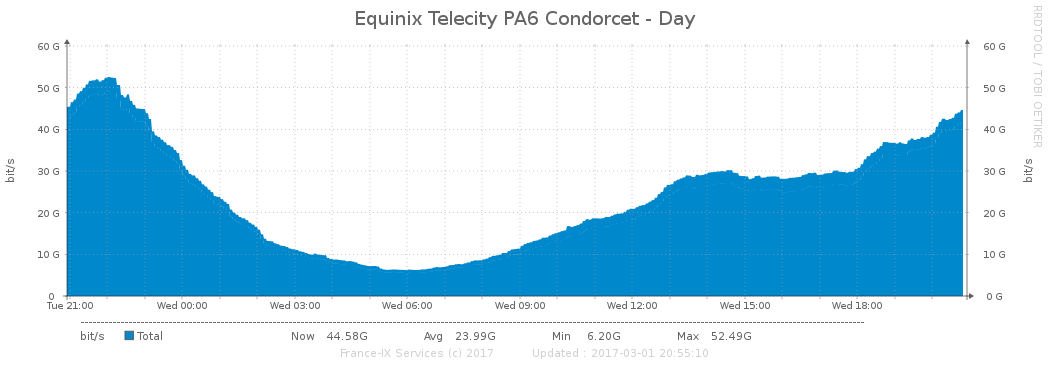 Equinix Telecity PA6 Condorcet - Day
RRDTOOL / TOBI OETIKER
60 G 60 G
50 G 50 G
40 G 40 G
30 G 30 G
20 G 20 G
10 G 10 G
0 0 G
bit/s
bit/s
Tue 21:00 Wed 00:00 Wed 03:00 Wed 06:00 Wed 09:00 Wed 12:00 Wed 15:00 Wed 18:00
bit/s Total Now 44.58G Avg 23.99G Min 6.20G Max 52.49G
France-IX Services (c) 2017 Updated : 2017-03-01 20:55:10